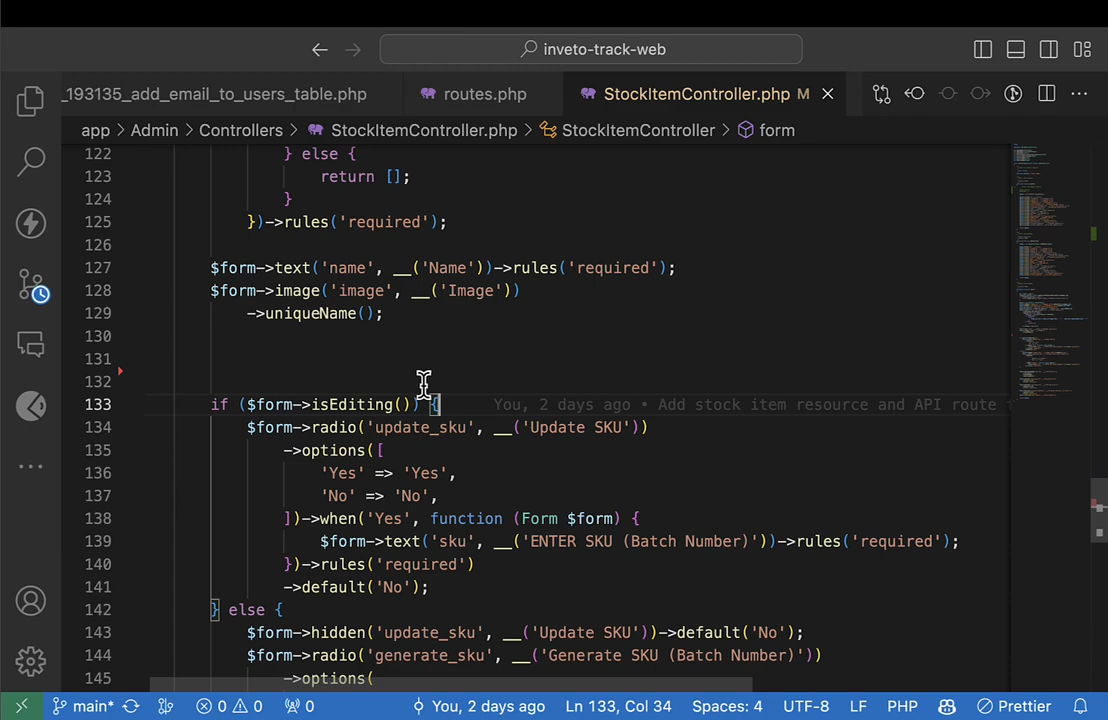 inveto-track-web
_193135_add_email_to_users_table.php
routes.php
StockItemController.php M
app > Admin > Controllers > StockItemController.php > StockItemController > form
122 } else {
123 return [];
124 }
125 })->rules('required');
126
127 $form->text('name', __('Name'))->rules('required');
128 $form->image('image', __('Image'))
129 ->uniqueName();
130
131
132
133 if ($form->isEditing()) { You, 2 days ago • Add stock item resource and API route
134 $form->radio('update_sku', __('Update SKU'))
135 ->options([
136 'Yes' => 'Yes',
137 'No' => 'No',
138 ])->when('Yes', function (Form $form) {
139 $form->text('sku', __('ENTER SKU (Batch Number)'))->rules('required');
140 })->rules('required')
141 ->default('No');
142 } else {
143 $form->hidden('update_sku', __('Update SKU'))->default('No');
144 $form->radio('generate_sku', __('Generate SKU (Batch Number)'))
145 ->options(
main* 0 0 0 You, 2 days ago Ln 133, Col 34 Spaces: 4 UTF-8 LF PHP Prettier